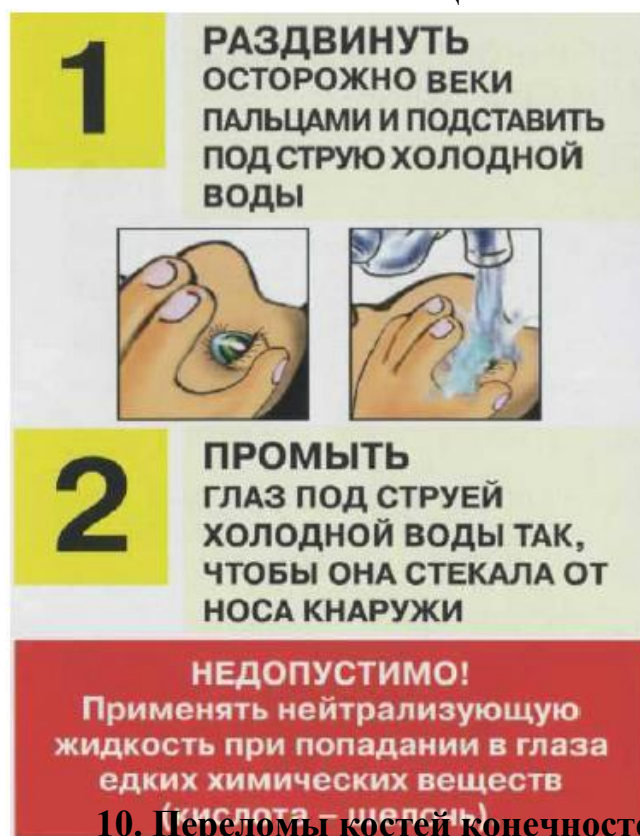 1
РАЗДВИНУТЬ
ОСТОРОЖНО ВЕКИ
ПАЛЬЦАМИ И ПОДСТАВИТЬ
ПОД СТРУЮ ХОЛОДНОЙ
ВОДЫ
2
ПРОМЫТЬ
ГЛАЗ ПОД СТРУЕЙ
ХОЛОДНОЙ ВОДЫ ТАК,
ЧТОБЫ ОНА СТЕКАЛА ОТ
НОСА КНАРУЖИ
НЕДОПУСТИМО!
Применять нейтрализующую
жидкость при попадании в глаза
едких химических веществ
(кислота – щелочь)
10. Переломы костей конечност